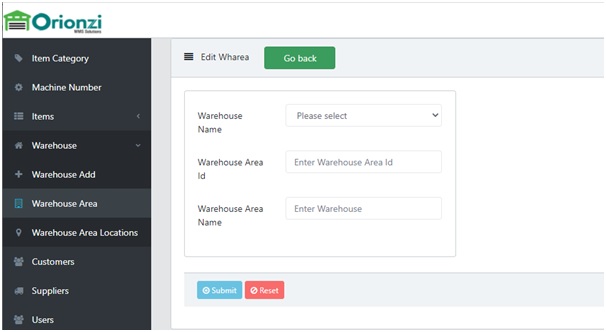 Orionzi
WMS Solutions
Item Category
Machine Number
Items
Warehouse
Warehouse Add
Warehouse Area
Warehouse Area Locations
Customers
Suppliers
Users
Edit Wharea
Go back
Warehouse
Name
Please select
Warehouse Area
Id
Enter Warehouse Area Id
Warehouse Area
Name
Enter Warehouse
Submit
Reset